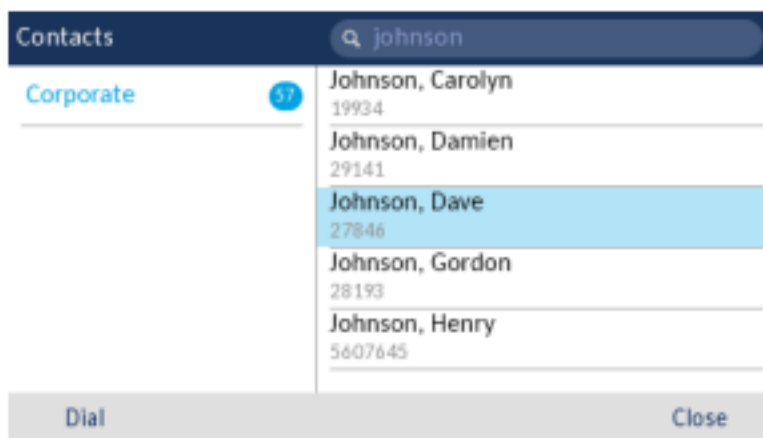 Contacts
johnson
Corporate
57
Johnson, Carolyn
19934
Johnson, Damien
29141
Johnson, Dave
27846
Johnson, Gordon
28193
Johnson, Henry
5607645
Dial
Close